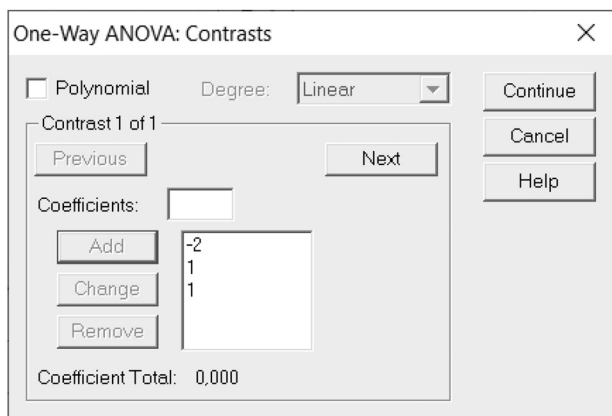 One-Way ANOVA: Contrasts
Polynomial Degree: Linear Continue
Contrast 1 of 1
Cancel
Previous Next
Help
Coefficients:
Add
-2
1
Change
1
Remove
Coefficient Total: 0,000